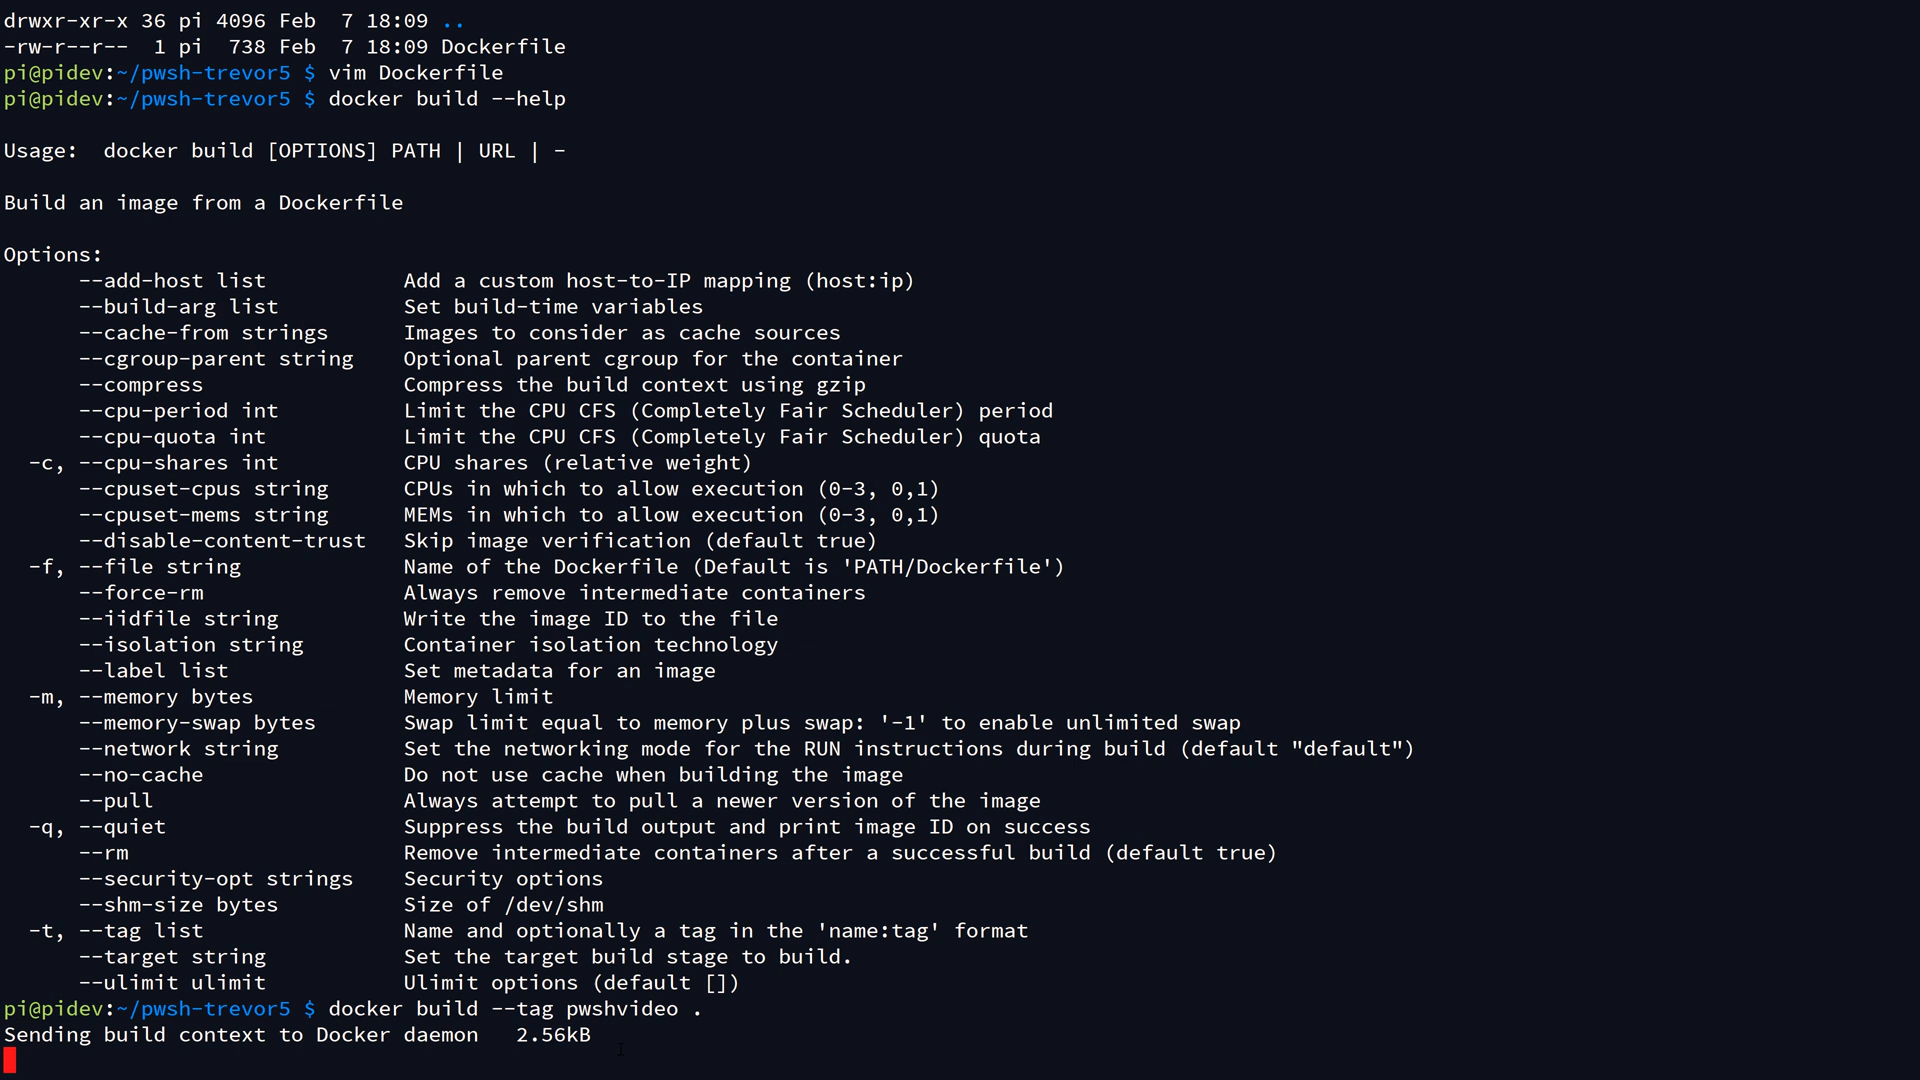 drwxr-xr-x 36 pi 4096 Feb  7 18:09 ..
-rw-r--r--  1 pi  738 Feb  7 18:09 Dockerfile
pi@pidev:~/pwsh-trevor5 $ vim Dockerfile
pi@pidev:~/pwsh-trevor5 $ docker build --help
Usage:  docker build [OPTIONS] PATH | URL | -
Build an image from a Dockerfile
Options:
      --add-host list           Add a custom host-to-IP mapping (host:ip)
      --build-arg list          Set build-time variables
      --cache-from strings      Images to consider as cache sources
      --cgroup-parent string    Optional parent cgroup for the container
      --compress                Compress the build context using gzip
      --cpu-period int          Limit the CPU CFS (Completely Fair Scheduler) period
      --cpu-quota int           Limit the CPU CFS (Completely Fair Scheduler) quota
  -c, --cpu-shares int          CPU shares (relative weight)
      --cpuset-cpus string      CPUs in which to allow execution (0-3, 0,1)
      --cpuset-mems string      MEMs in which to allow execution (0-3, 0,1)
      --disable-content-trust   Skip image verification (default true)
  -f, --file string             Name of the Dockerfile (Default is 'PATH/Dockerfile')
      --force-rm                Always remove intermediate containers
      --iidfile string          Write the image ID to the file
      --isolation string        Container isolation technology
      --label list              Set metadata for an image
  -m, --memory bytes            Memory limit
      --memory-swap bytes       Swap limit equal to memory plus swap: '-1' to enable unlimited swap
      --network string          Set the networking mode for the RUN instructions during build (default "default")
      --no-cache                Do not use cache when building the image
      --pull                    Always attempt to pull a newer version of the image
  -q, --quiet                   Suppress the build output and print image ID on success
      --rm                      Remove intermediate containers after a successful build (default true)
      --security-opt strings    Security options
      --shm-size bytes          Size of /dev/shm
  -t, --tag list                Name and optionally a tag in the 'name:tag' format
      --target string           Set the target build stage to build.
      --ulimit ulimit           Ulimit options (default [])
pi@pidev:~/pwsh-trevor5 $ docker build --tag pwshvideo .
Sending build context to Docker daemon   2.56kB